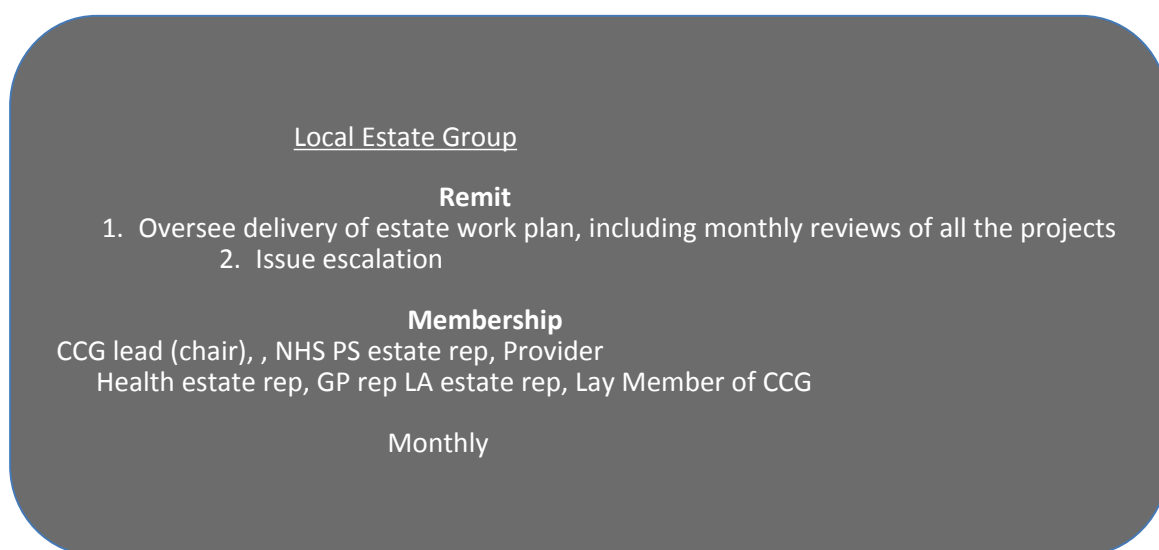 Local Estate Group
Remit
1. Oversee delivery of estate work plan, including monthly reviews of all the projects
2. Issue escalation
Membership
CCG lead (chair), , NHS PS estate rep, Provider
Health estate rep, GP rep LA estate rep, Lay Member of CCG
Monthly